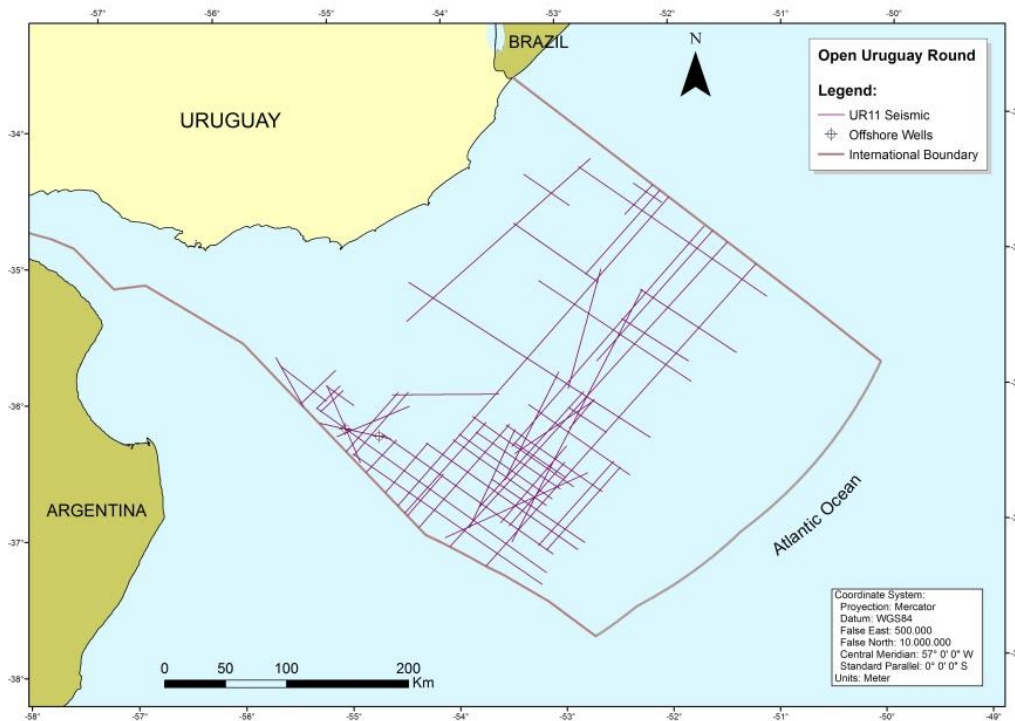 -57°
-56°
-55°
-54°
-53°
-52°
-51°
-50°
BRAZIL
N
Open Uruguay Round
Legend:
UR11 Seismic
Offshore Wells
International Boundary
URUGUAY
-34°
-35°
-36°
-37°
-38°
ARGENTINA
Atlantic Ocean
0 50 100 200
Km
Coordinate System:
Proyection: Mercator
Datum: WGS84
False East: 500.000
False North: 10.000.000
Central Meridian: 57° 0' 0" W
Standard Parallel: 0° 0' 0" S
Units: Meter
-58°
-57°
-56°
-55°
-54°
-53°
-52°
-51°
-50°
-49°